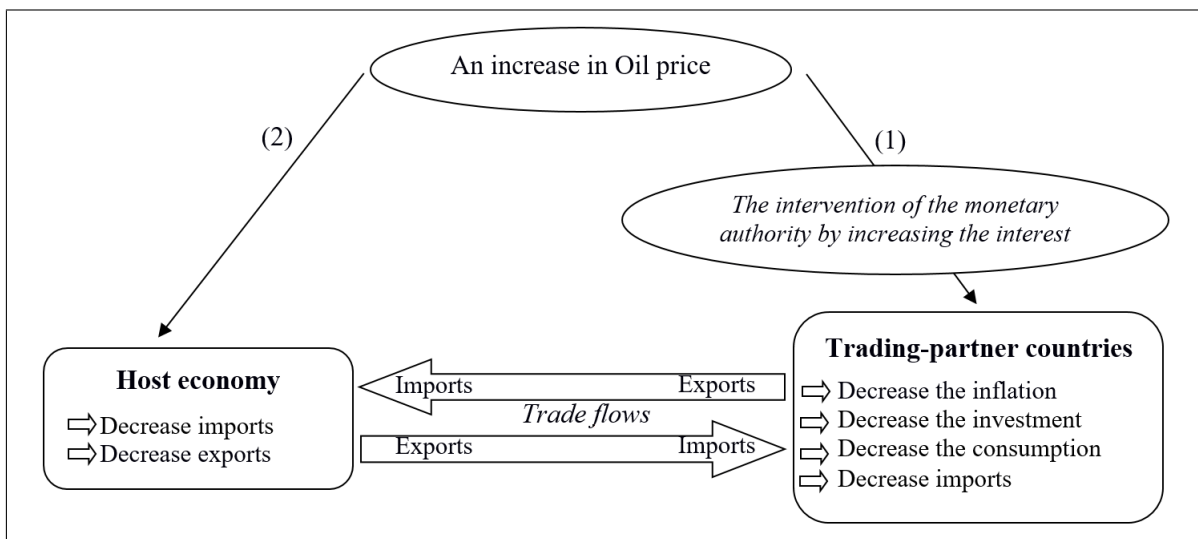 An increase in Oil price
(2)
(1)
The intervention of the monetary
authority by increasing the interest
Host economy
Decrease imports
Decrease exports
Imports
Exports
Trade flows
Exports
Imports
Trading-partner countries
Decrease the inflation
Decrease the investment
Decrease the consumption
Decrease imports